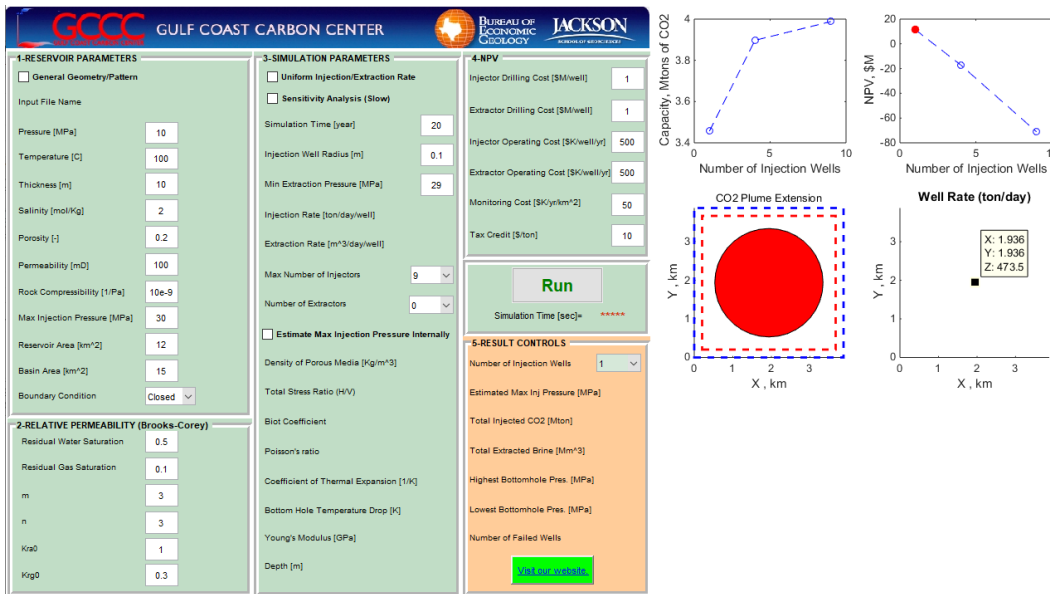 GCCC
GULF COAST CARBON CENTER
GULF COAST CARBON CENTER
BUREAU OF
ECONOMIC
GEOLOGY
JACKSON
SCHOOL OF GEOSCIENCES
1-RESERVOIR PARAMETERS
General Geometry/Pattern
Input File Name
Pressure [MPa] 10
Temperature [C] 100
Thickness [m] 10
Salinity [mol/Kg] 2
Porosity [-] 0.2
Permeability [mD] 100
Rock Compressibility [1/Pa] 10e-9
Max Injection Pressure [MPa] 30
Reservoir Area [km^2] 12
Basin Area [km^2] 15
Boundary Condition Closed
2-RELATIVE PERMEABILITY (Brooks-Corey)
Residual Water Saturation 0.5
Residual Gas Saturation 0.1
m 3
n 3
Kra0 1
Krg0 0.3
3-SIMULATION PARAMETERS
Uniform Injection/Extraction Rate
Sensitivity Analysis (Slow)
Simulation Time [year] 20
Injection Well Radius [m] 0.1
Min Extraction Pressure [MPa] 29
Injection Rate [ton/day/well]
Extraction Rate [m^3/day/well]
Max Number of Injectors 9
Number of Extractors 0
Estimate Max Injection Pressure Internally
Density of Porous Media [Kg/m^3]
Total Stress Ratio (H/V)
Biot Coefficient
Poisson's ratio
Coefficient of Thermal Expansion [1/K]
Bottom Hole Temperature Drop [K]
Young's Modulus [GPa]
Depth [m]
4-NPV
Injector Drilling Cost [$M/well] 1
Extractor Drilling Cost [$M/well] 1
Injector Operating Cost [$K/well/yr] 500
Extractor Operating Cost [$K/well/yr] 500
Monitoring Cost [$K/yr/km^2] 50
Tax Credit [$/ton] 10
Run
Simulation Time [sec]= *****
5-RESULT CONTROLS
Number of Injection Wells 1
Estimated Max Inj Pressure [MPa]
Total Injected CO2 [Mton]
Total Extracted Brine [Mm^3]
Highest Bottomhole Pres. [MPa]
Lowest Bottomhole Pres. [MPa]
Number of Failed Wells
Visit our website.
Capacity, Mtons of CO2
4
3.8
3.6
3.4
0 5 10
Number of Injection Wells
NPV, $M
20
0
-20
-40
-60
-80
0 5 10
Number of Injection Wells
CO2 Plume Extension
Y , km
3
2
1
0
0 1 2 3
X , km
Well Rate (ton/day)
X: 1.936
Y: 1.936
Z: 473.5
Y , km
3
2
1
0
0 1 2 3
X , km